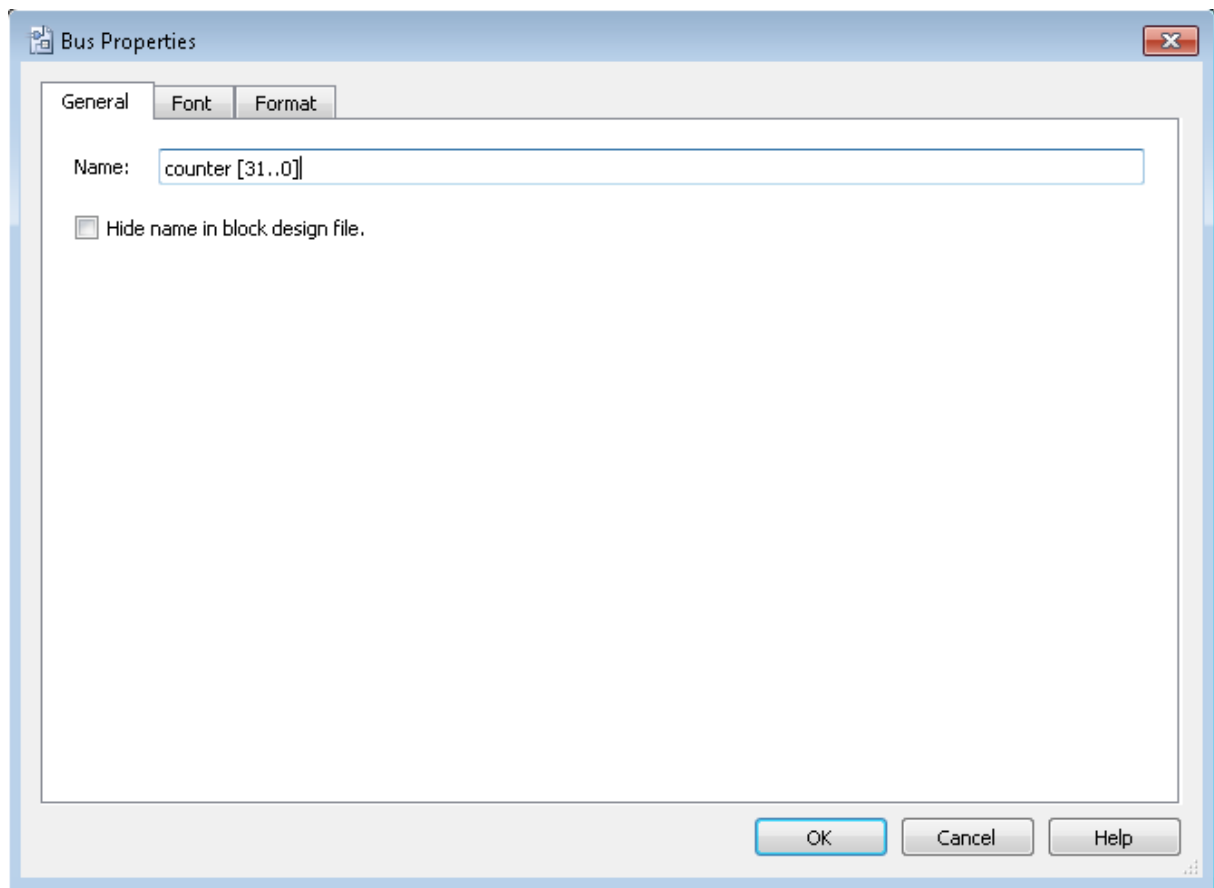 Bus Properties
General Font Format
Name: counter [31..0]
Hide name in block design file.
OK Cancel Help